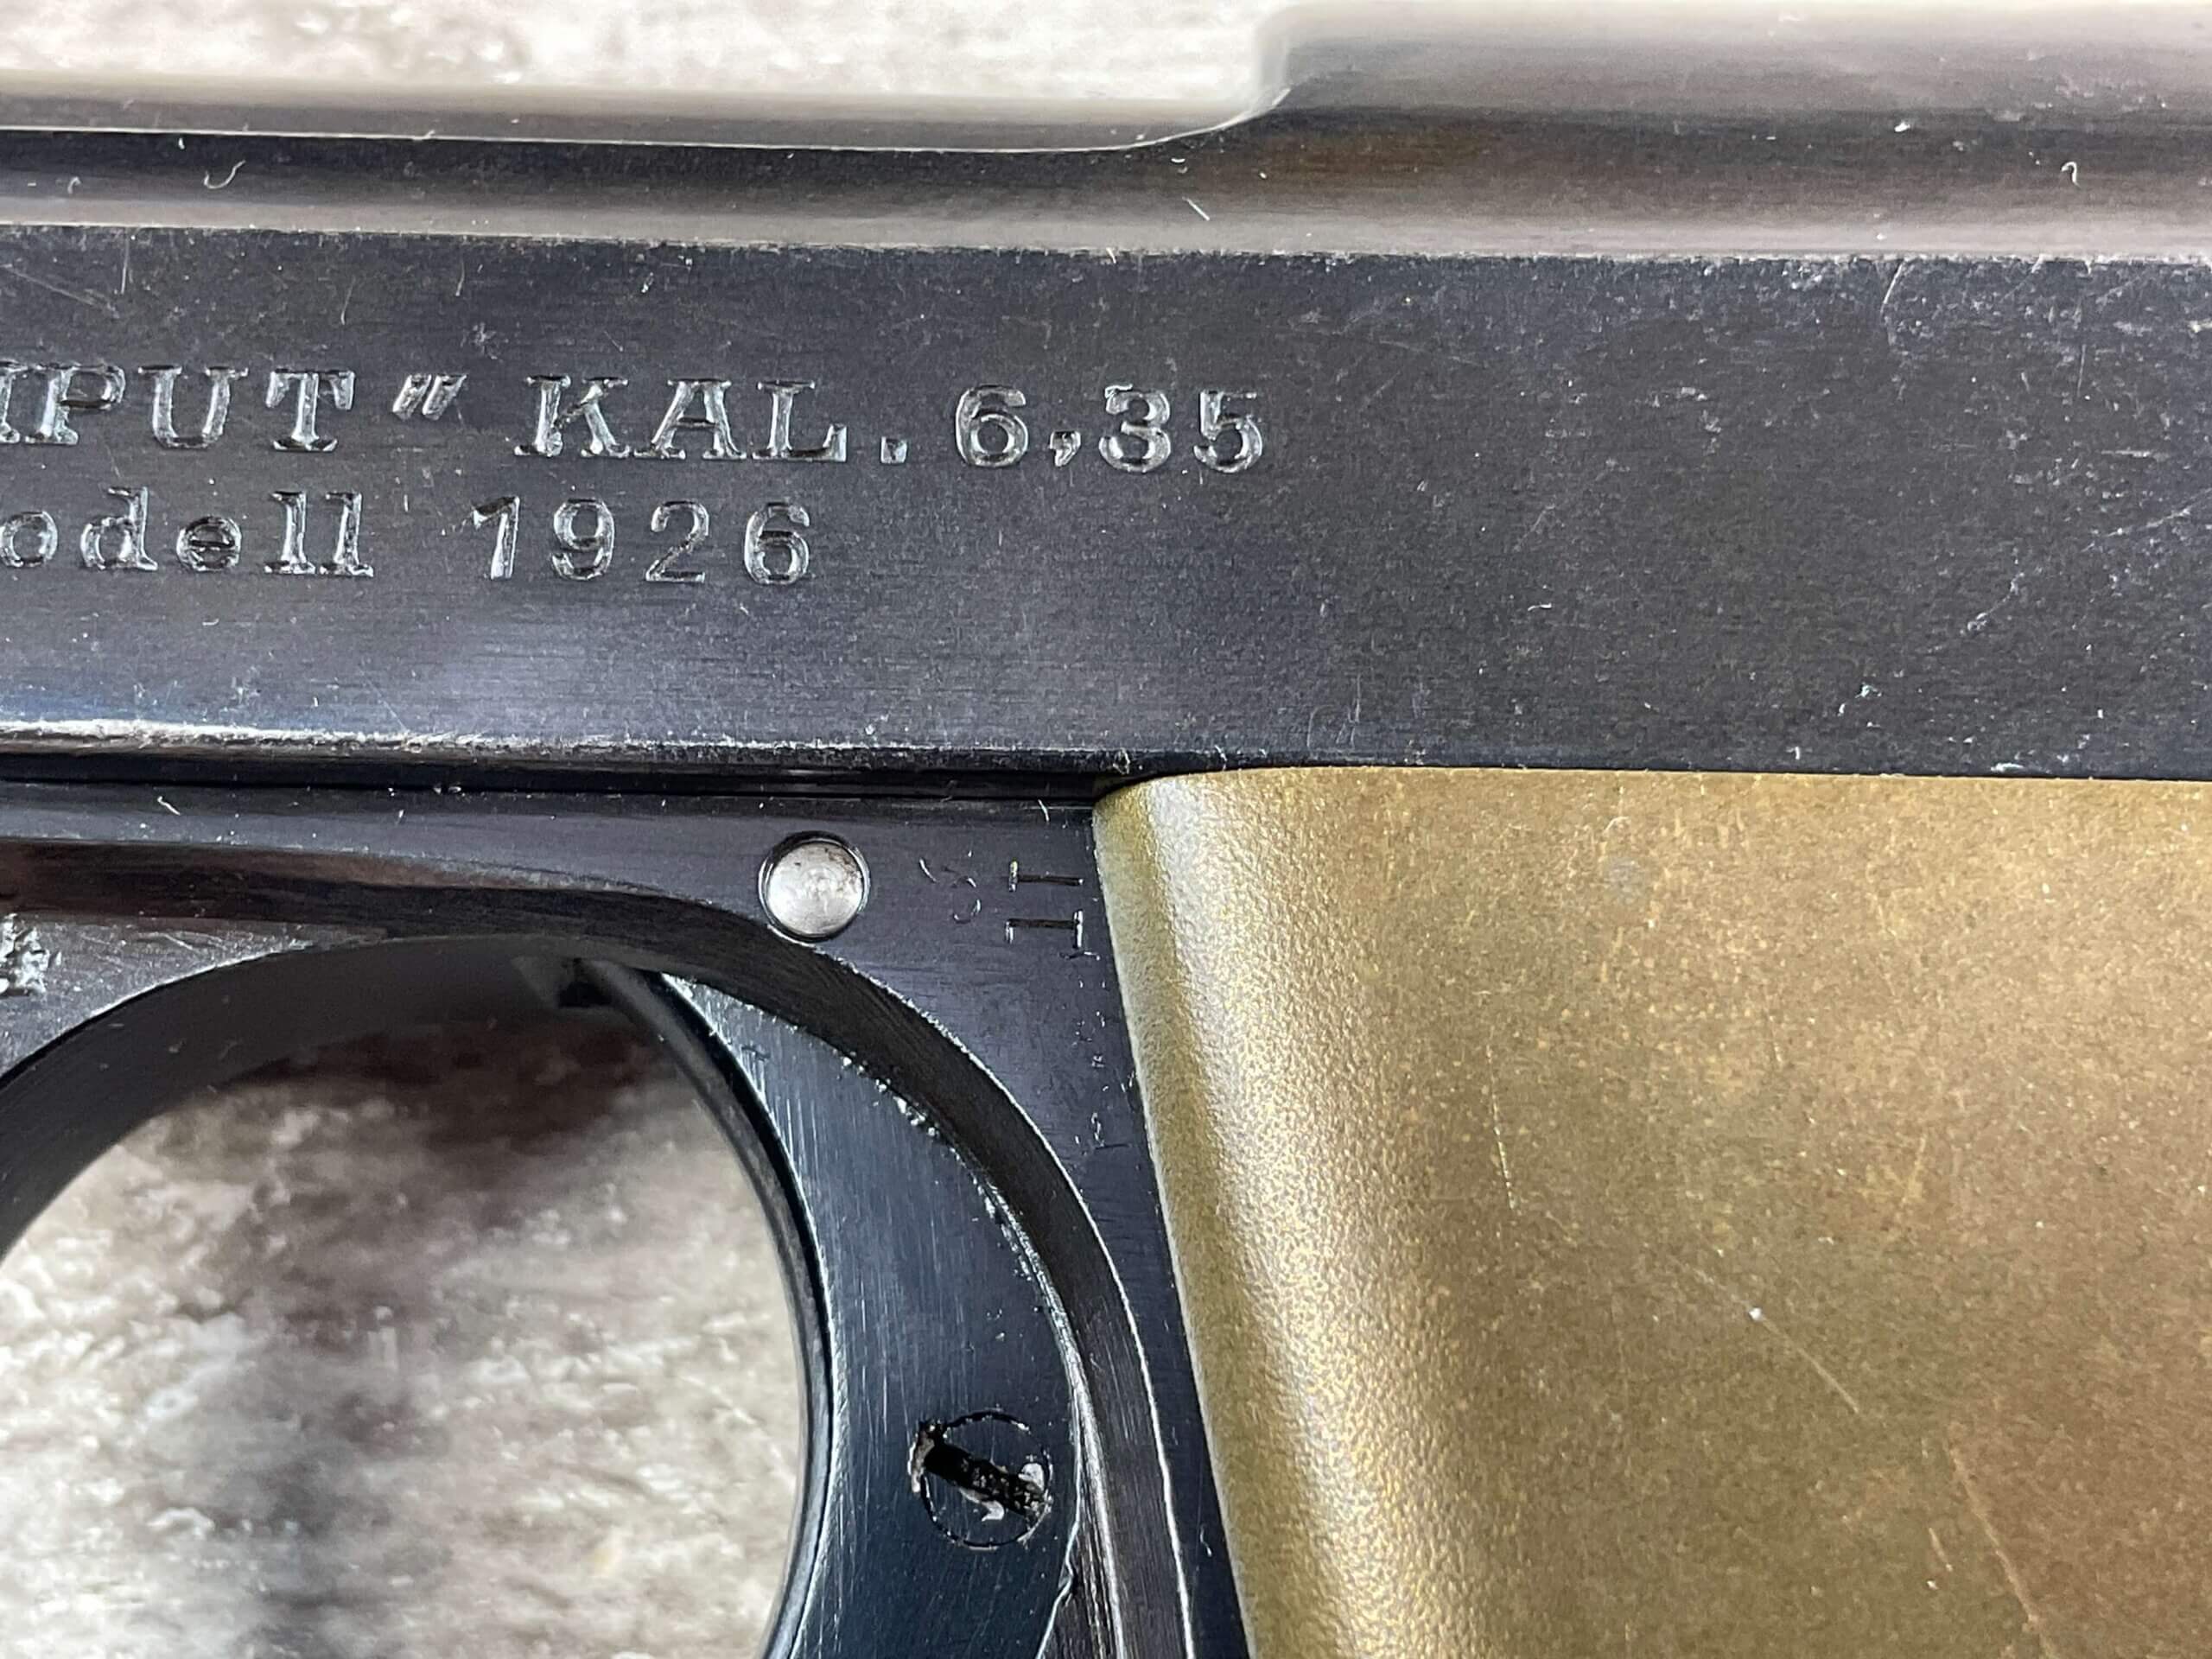 IPUT" KAL. 6,35
odell 1926